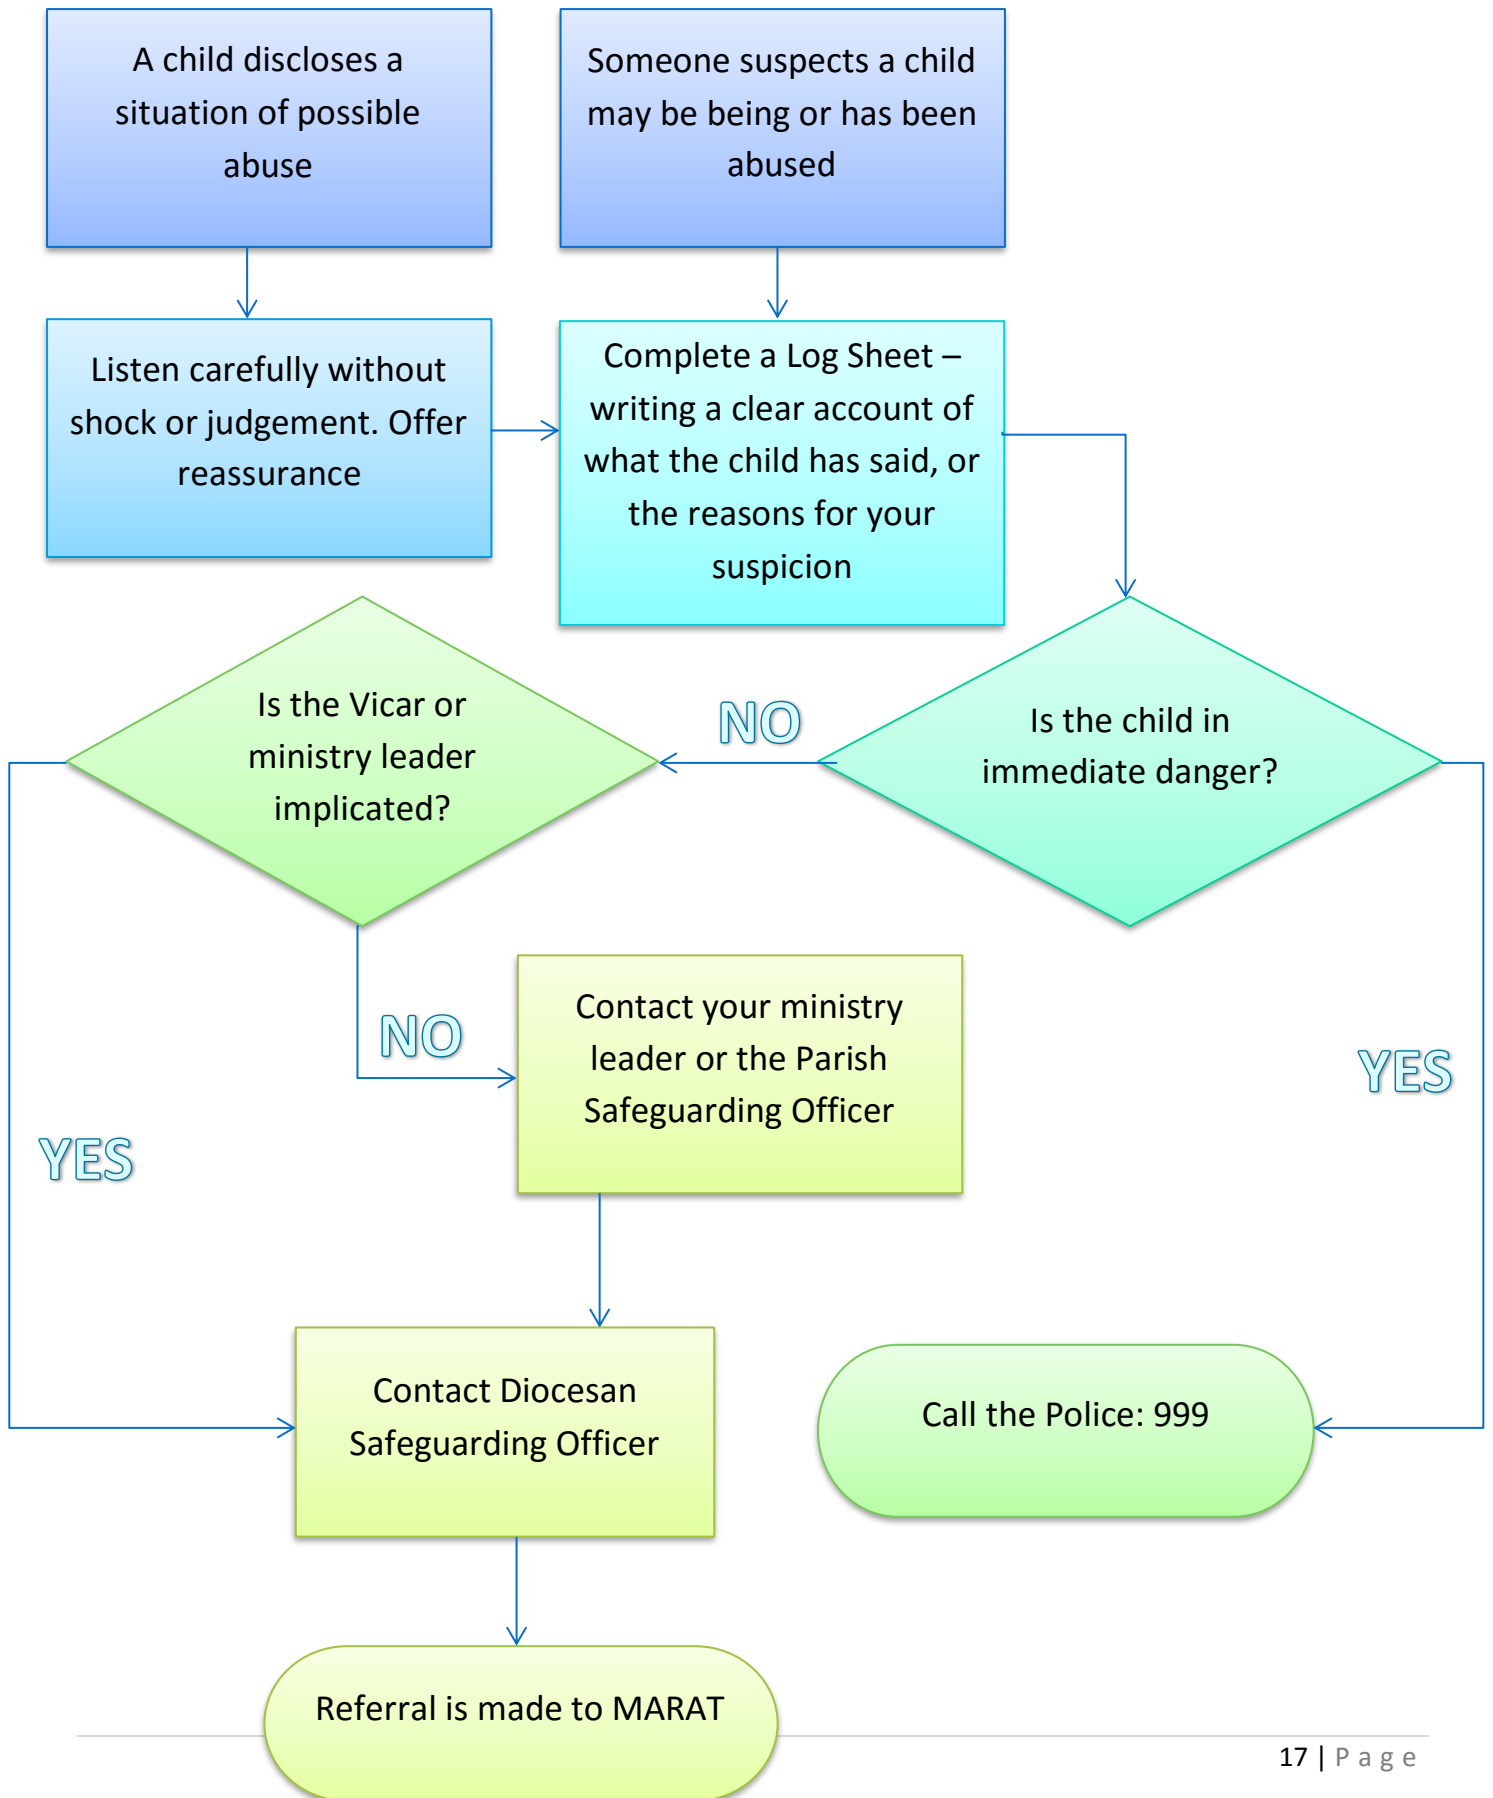 A child discloses a
situation of possible
abuse
Someone suspects a child
may be being or has been
abused
Listen carefully without
shock or judgement. Offer
reassurance
Complete a Log Sheet –
writing a clear account of
what the child has said, or
the reasons for your
suspicion
Is the Vicar or
ministry leader
implicated?
NO
Is the child in
immediate danger?
NO
Contact your ministry
leader or the Parish
Safeguarding Officer
YES
YES
Contact Diocesan
Safeguarding Officer
Call the Police: 999
Referral is made to MARAT
17 | P a g e